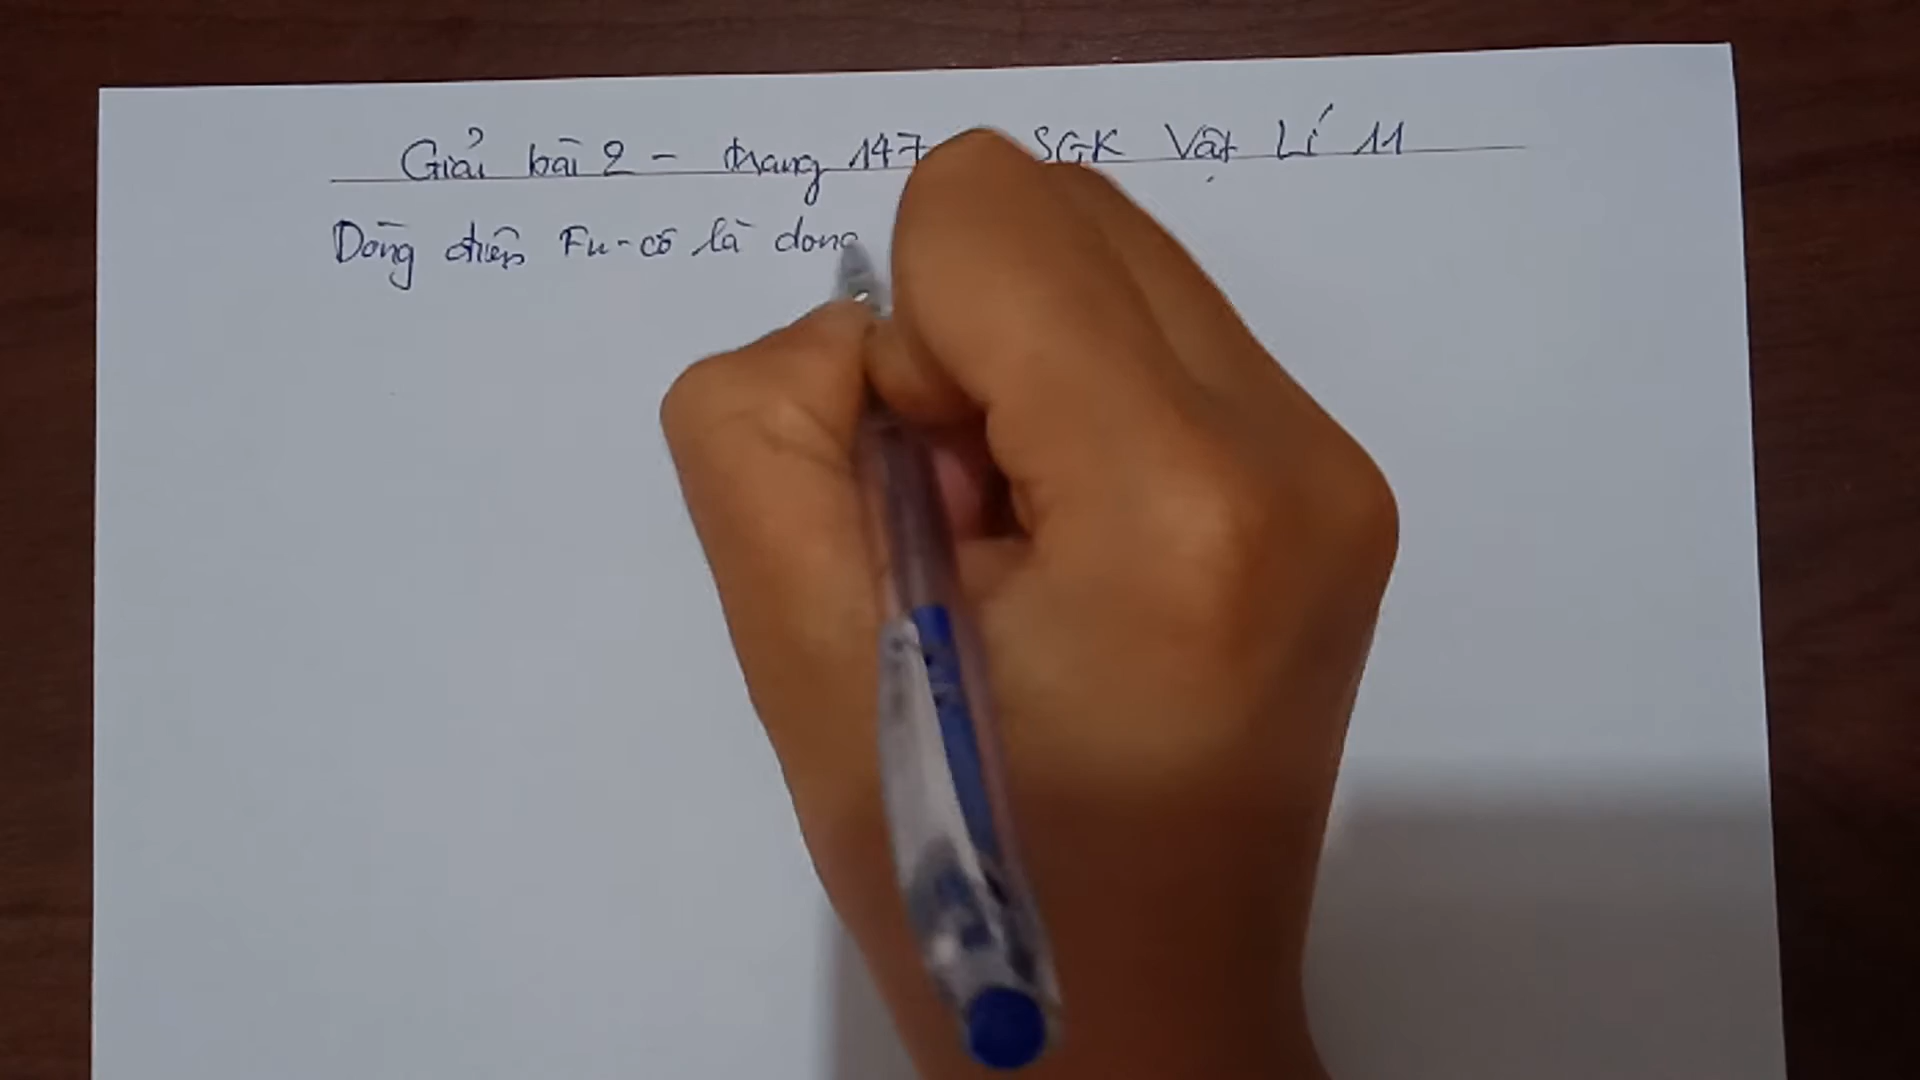 Giải bài 2 - trang 147 SGK Vật Lí 11
Dòng điện Fu-cô là dong